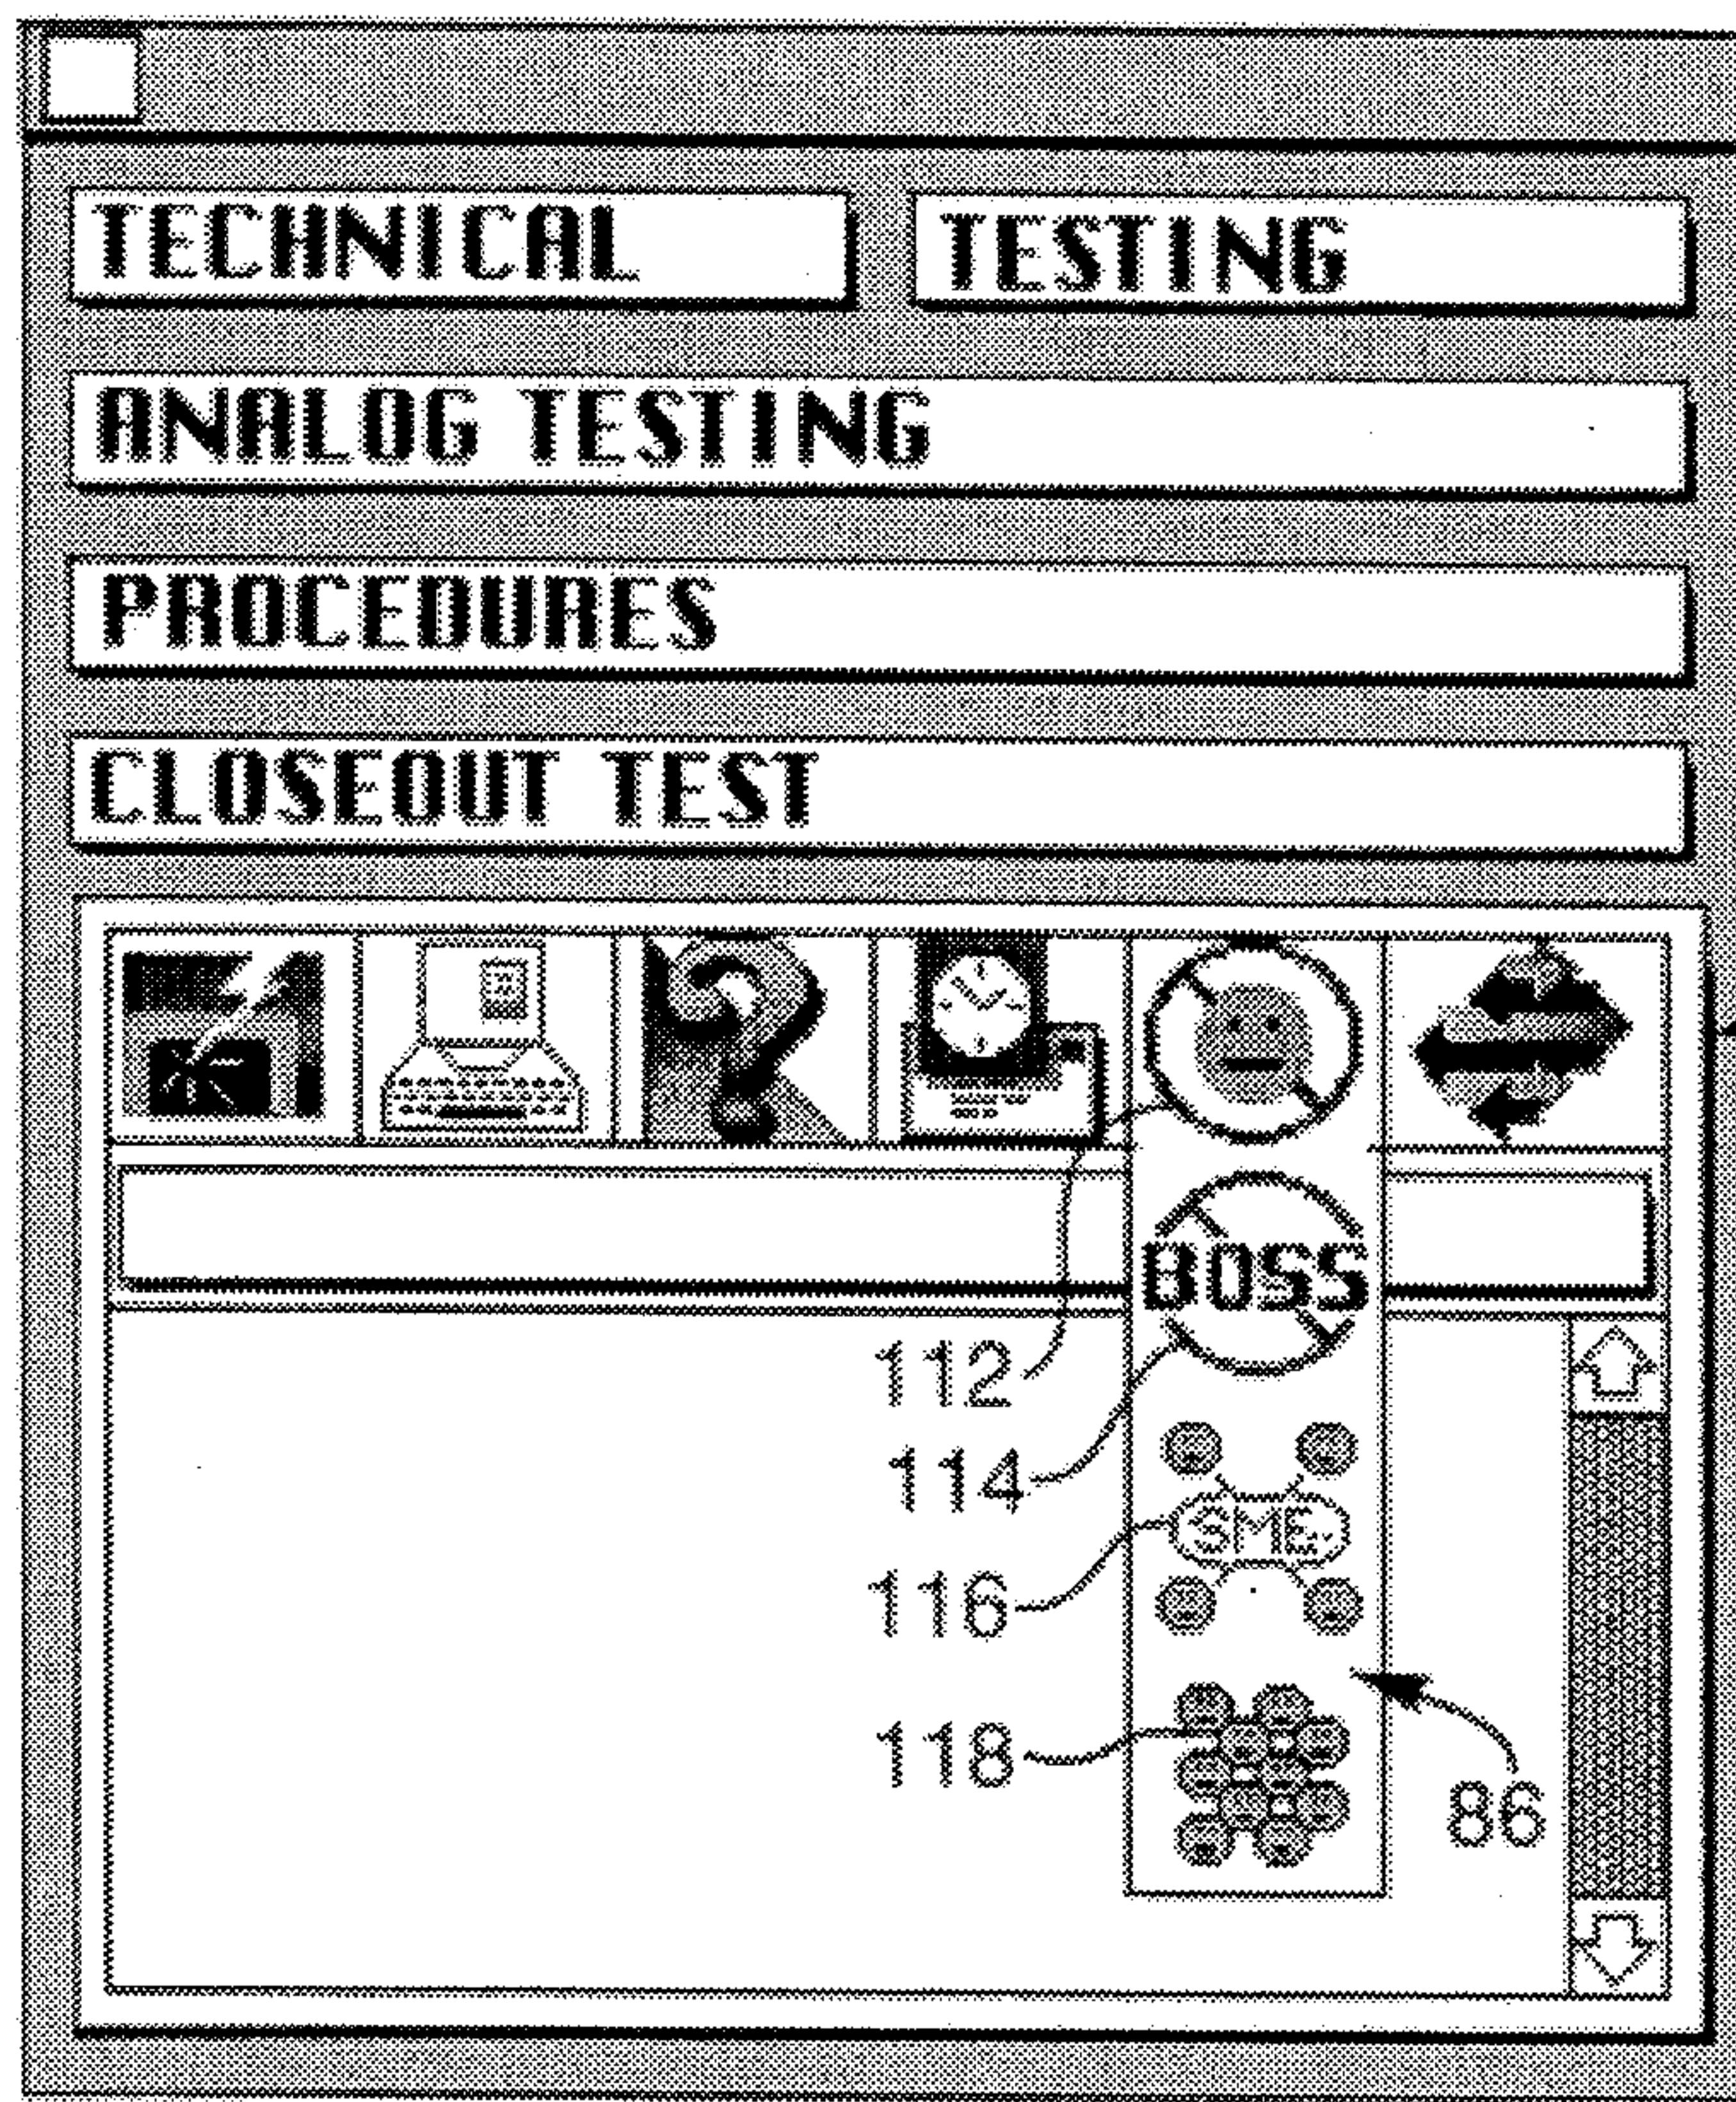 TECHNICAL TESTING
ANALOG TESTING
PROCEDURES
CLOSEOUT TEST
BOSS
112
114
SME
116
118
86